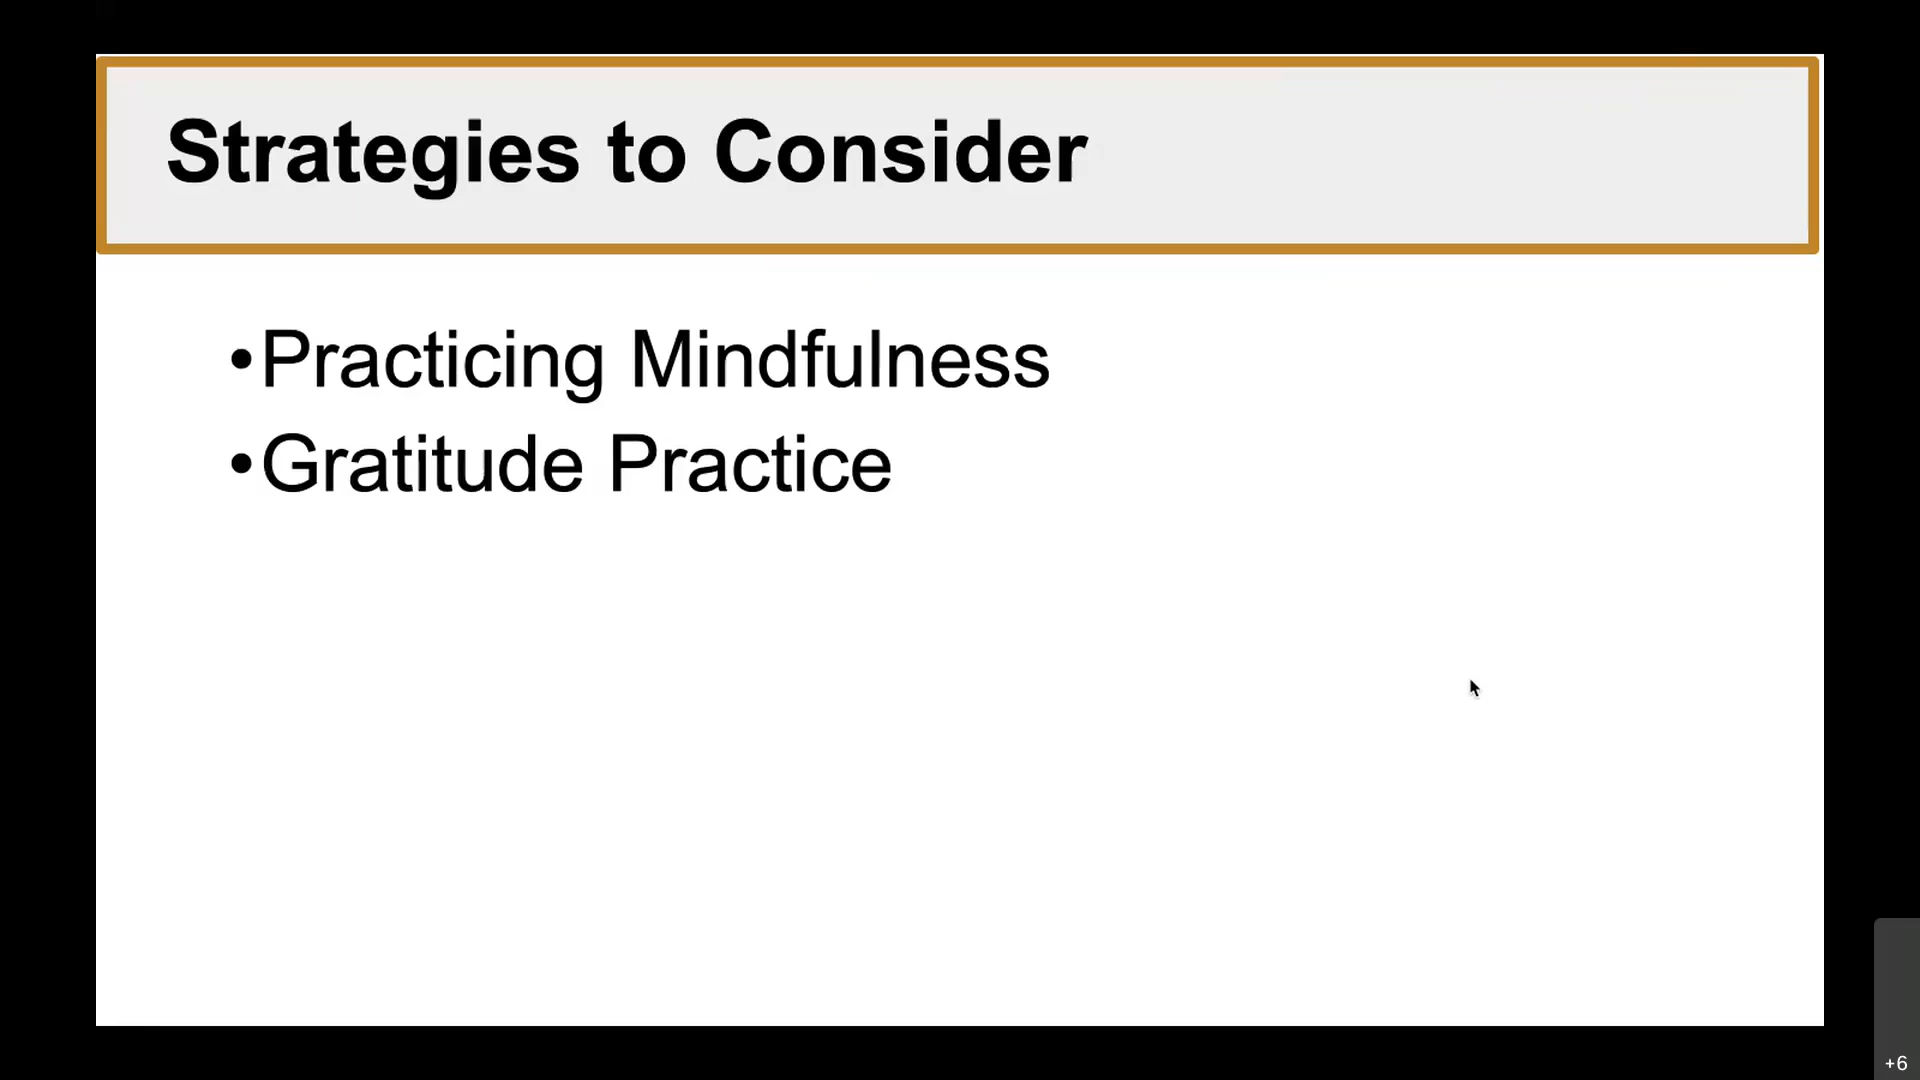 Strategies to Consider
•Practicing Mindfulness
•Gratitude Practice
+6